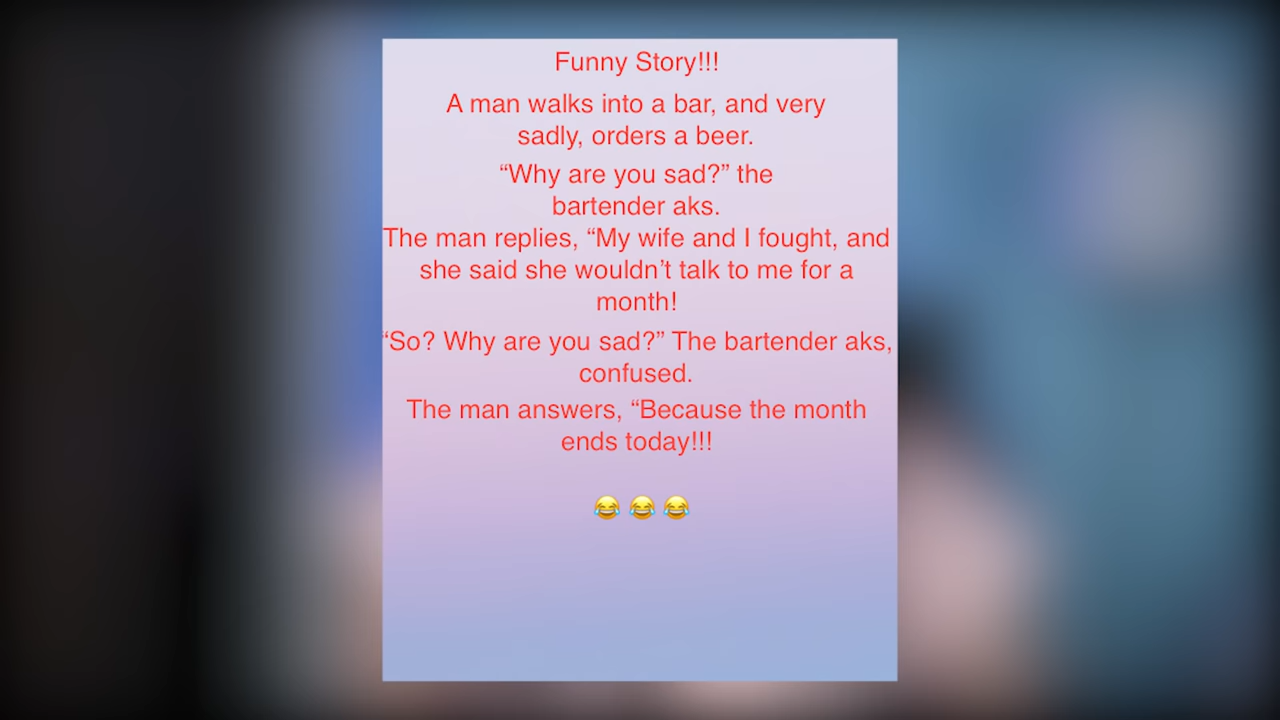 Funny Story!!!
A man walks into a bar, and very
sadly, orders a beer.
“Why are you sad?” the
bartender aks.
The man replies, “My wife and I fought, and
she said she wouldn’t talk to me for a
month!
“So? Why are you sad?” The bartender aks,
confused.
The man answers, “Because the month
ends today!!!
😂 😂 😂